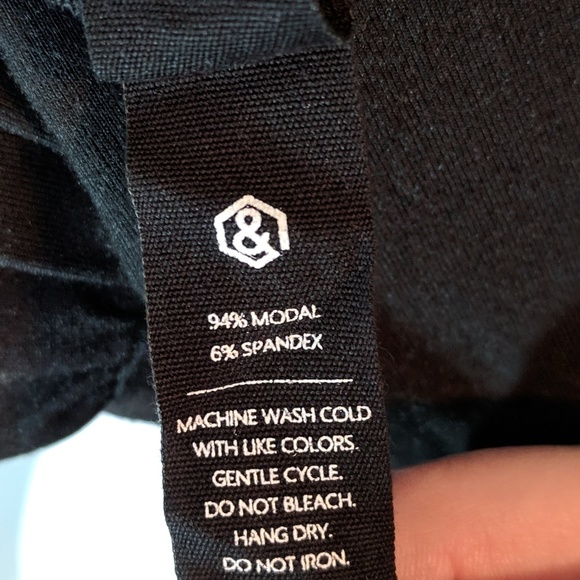 &
94% MODAL
6% SPANDEX
MACHINE WASH COLD
WITH LIKE COLORS.
GENTLE CYCLE.
DO NOT BLEACH.
HANG DRY.
DO NOT IRON.